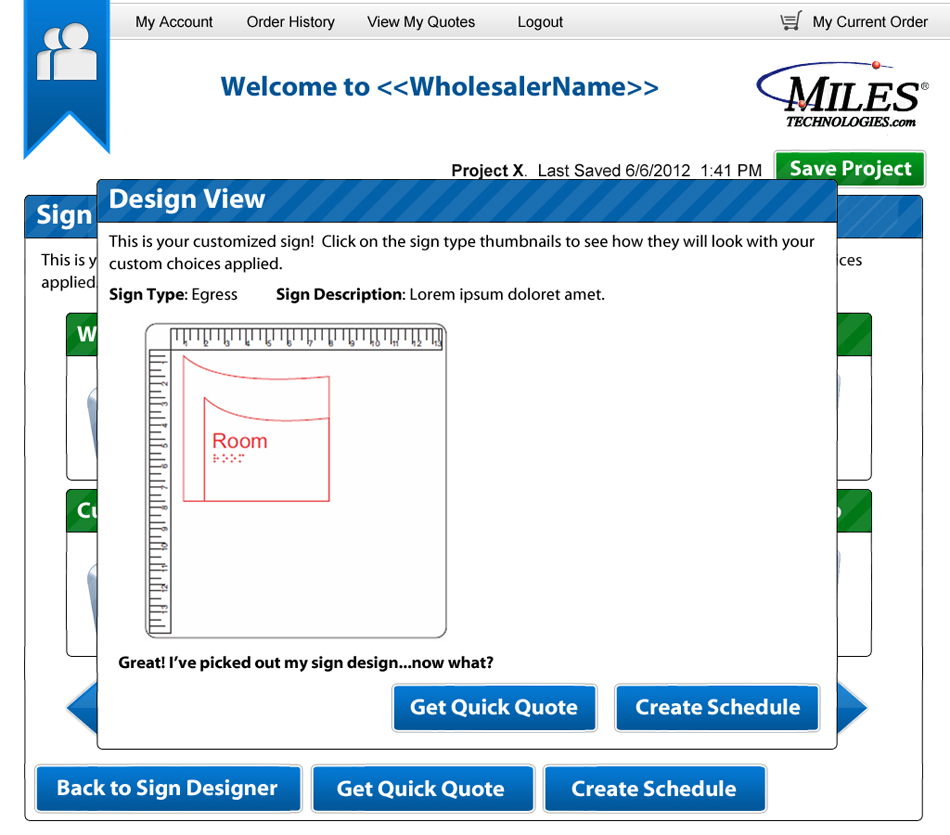 My Account Order History View My Quotes Logout My Current Order
Welcome to <<WholesalerName>>
MILES®
TECHNOLOGIES.com
Project X. Last Saved 6/6/2012 1:41 PM Save Project
Sign
Design View
This is your customized sign! Click on the sign type thumbnails to see how they will look with your
custom choices applied.
This is y
ices
applied
Sign Type: Egress Sign Description: Lorem ipsum doloret amet.
W
1 2 3 4 5 6 7 8 9 10 11 12 13
1
2
3
4
5
6
7
8
9
10
11
12
13
Room
⠗⠕⠕⠍
Cu
o
Great! I've picked out my sign design...now what?
Get Quick Quote Create Schedule
Back to Sign Designer Get Quick Quote Create Schedule